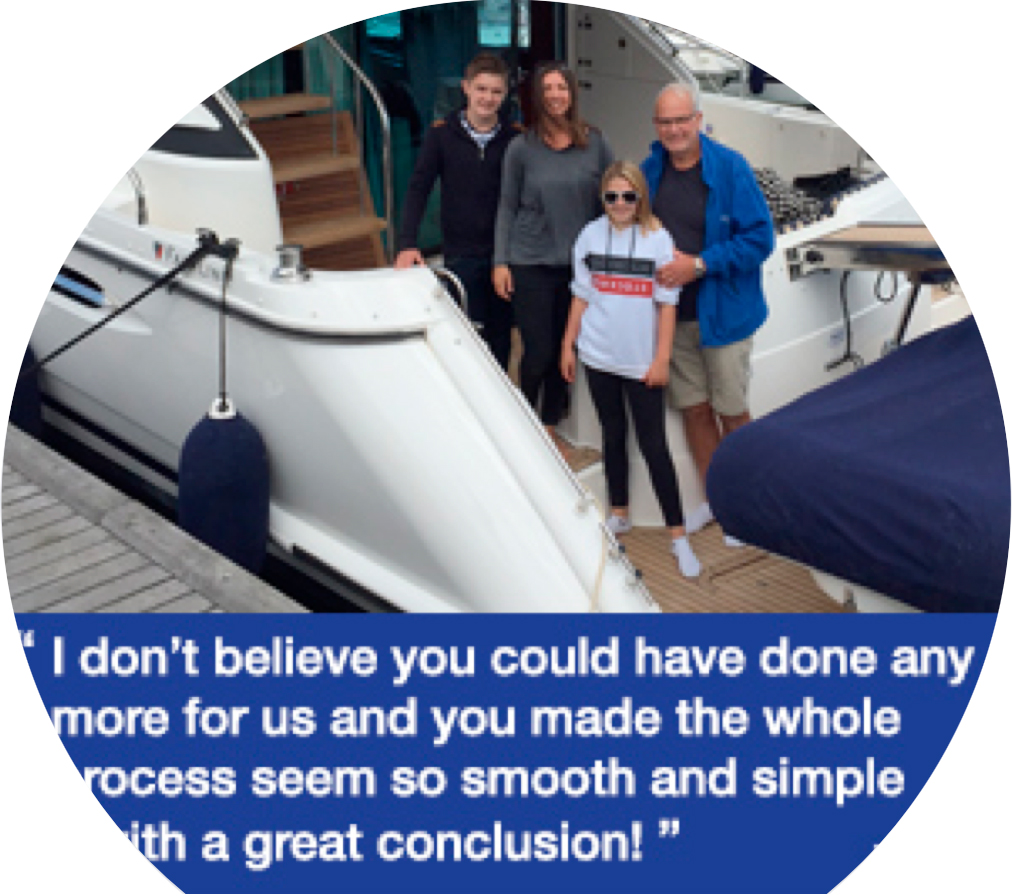 “ I don’t believe you could have done any
more for us and you made the whole
rocess seem so smooth and simple
ith a great conclusion! ”